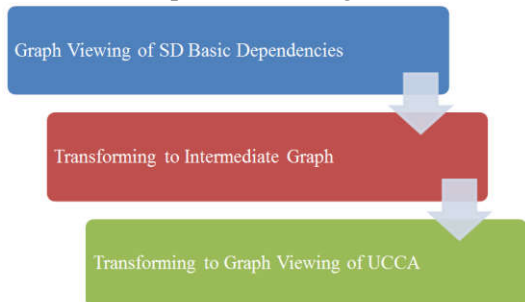 Graph Viewing of SD Basic Dependencies
Transforming to Intermediate Graph
Transforming to Graph Viewing of UCCA